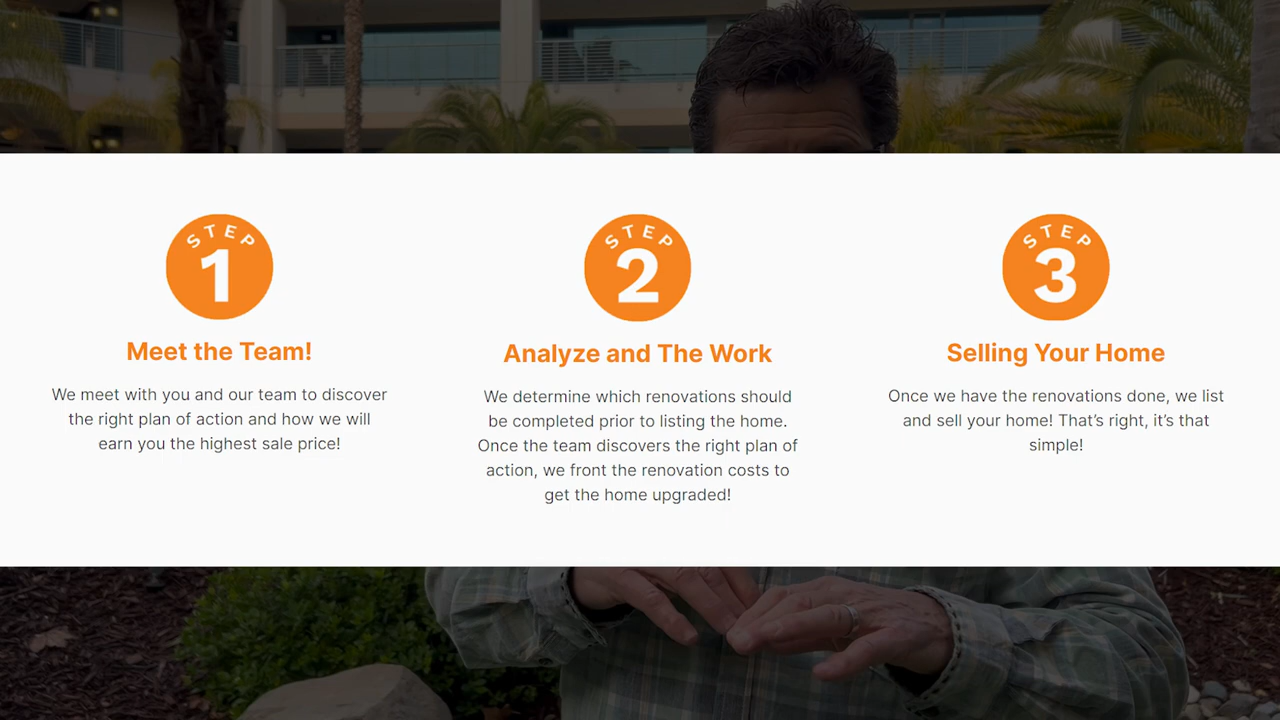 STEP
1
Meet the Team!
We meet with you and our team to discover
the right plan of action and how we will
earn you the highest sale price!
STEP
2
Analyze and The Work
We determine which renovations should
be completed prior to listing the home.
Once the team discovers the right plan of
action, we front the renovation costs to
get the home upgraded!
STEP
3
Selling Your Home
Once we have the renovations done, we list
and sell your home! That’s right, it’s that
simple!